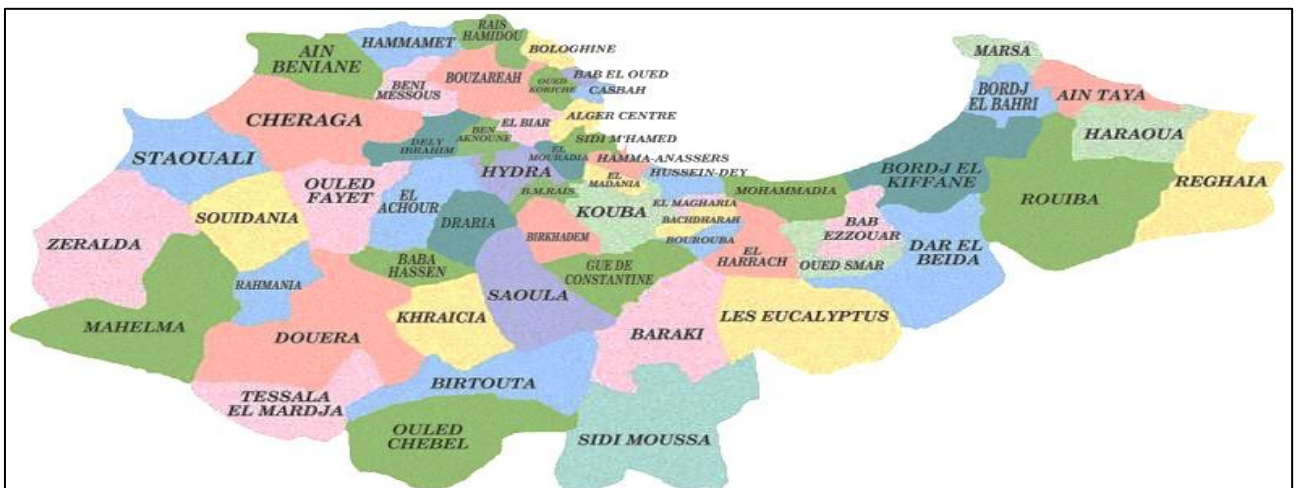 RAIS
HAMIDOU
HAMMAMET
AIN
BENIANE
BOLOGHINE
MARSA
BOUZAREAH
BAB EL OUED
BENI
MESSOUS
OUED
KORICHE
CASBAH
BORDJ
EL BAHRI
AIN TAYA
CHERAGA
EL BIAR
ALGER CENTRE
HARAOUA
BEN
AKNOUNE
SIDI M'HAMED
DELY
IBRAHIM
EL
MOURADIA
HAMMA-ANASSERS
STAOUALI
HYDRA
HUSSEIN-DEY
BORDJ EL
KIFFANE
EL
MADANIA
REGHAIA
OULED
FAYET
B.M.RAIS
MOHAMMADIA
ROUIBA
EL
ACHOUR
KOUBA
EL MAGHARIA
SOUIDANIA
DRARIA
BACHDHARAH
BAB
EZZOUAR
ZERALDA
BIRKHADEM
BOUROUBA
EL
HARRACH
DAR EL
BEIDA
BABA
HASSEN
GUE DE
CONSTANTINE
OUED SMAR
RAHMANIA
SAOULA
MAHELMA
KHRAICIA
LES EUCALYPTUS
DOUERA
BARAKI
BIRTOUTA
TESSALA
EL MARDJA
OULED
CHEBEL
SIDI MOUSSA